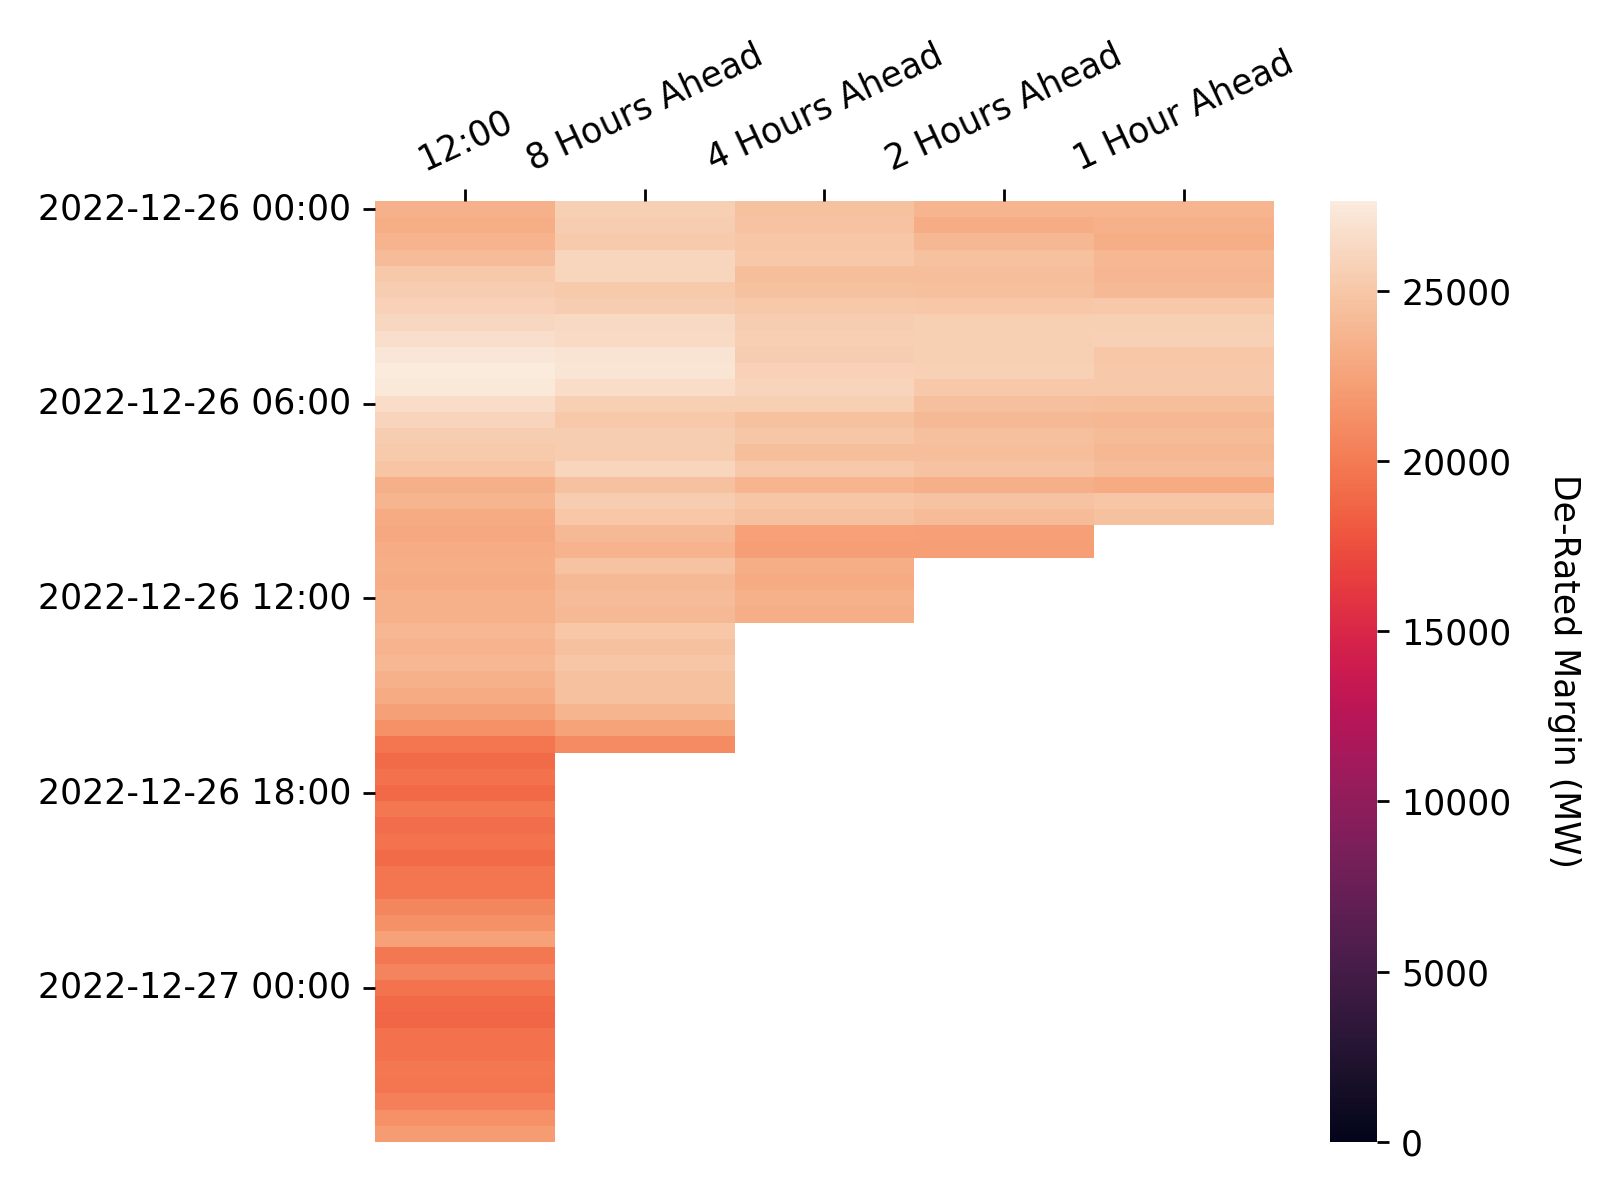 12:00
8 Hours Ahead
4 Hours Ahead
2 Hours Ahead
1 Hour Ahead
2022-12-26 00:00
2022-12-26 06:00
2022-12-26 12:00
2022-12-26 18:00
2022-12-27 00:00
25000
20000
15000
10000
5000
0
De-Rated Margin (MW)